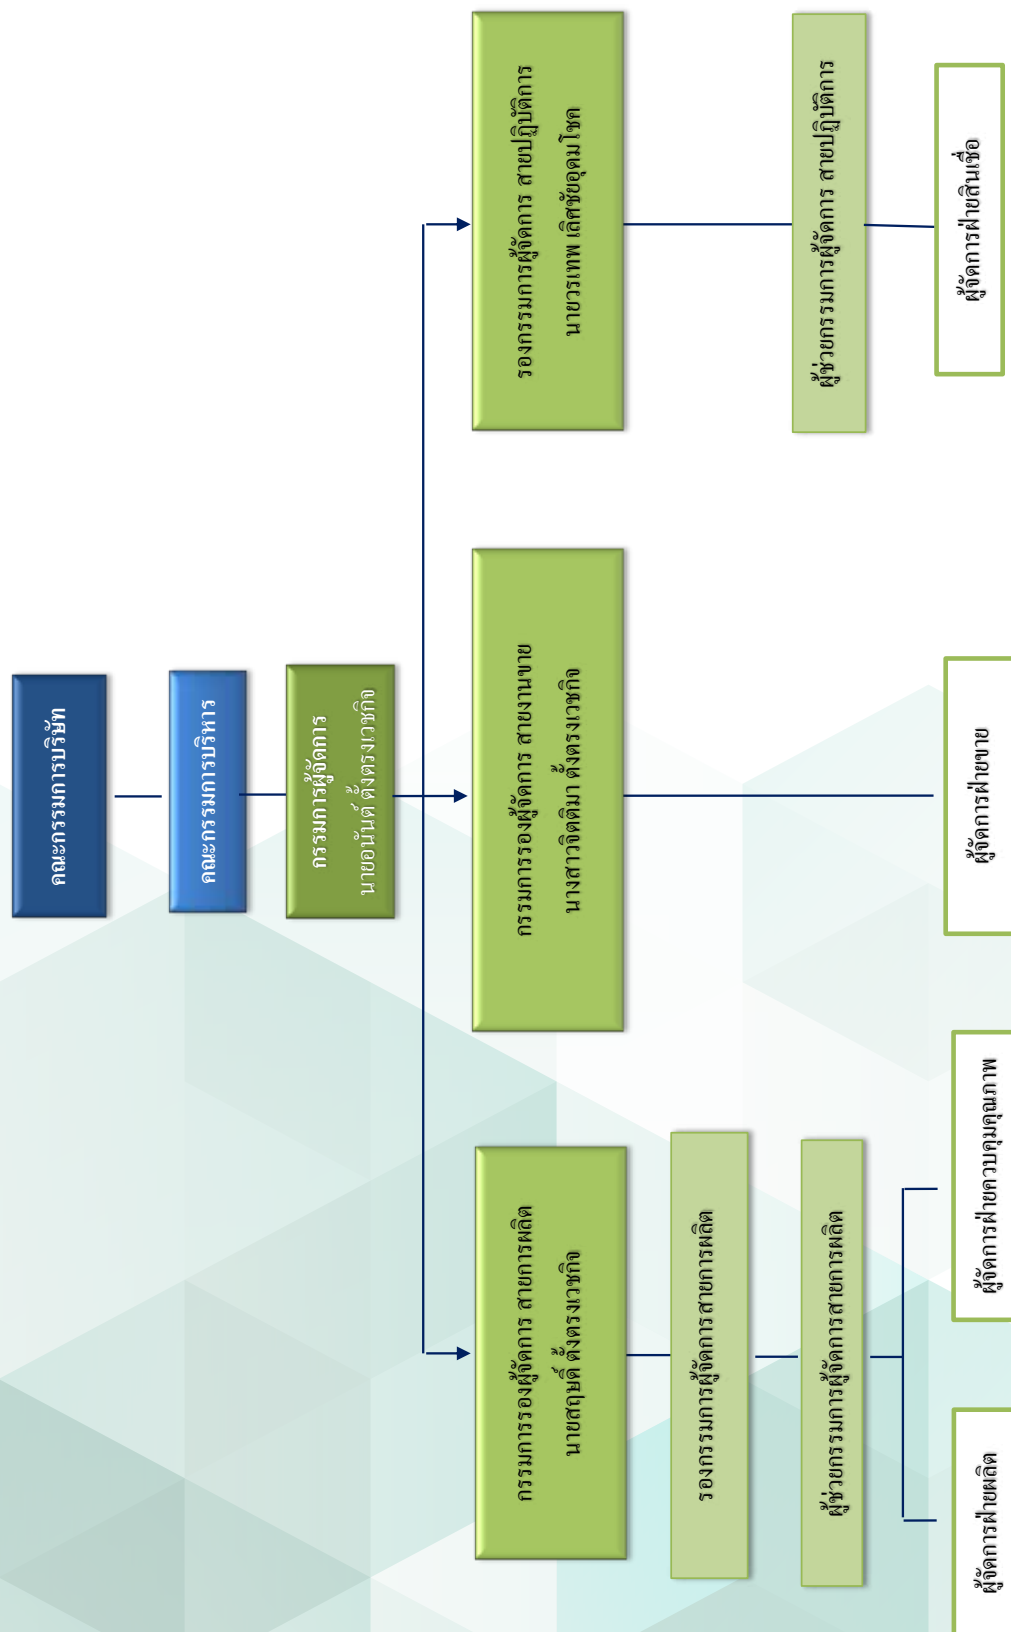 คณะกรรมการบริษัท
คณะกรรมการบริหาร
กรรมการผู้จัดการ
นายอนันต์ ตั้งตรงเวชกิจ
กรรมการรองผู้จัดการ สายการผลิต
นายสฤษดิ์ ตั้งตรงเวชกิจ
กรรมการรองผู้จัดการ สายงานขาย
นางสาวจิตติมา ตั้งตรงเวชกิจ
รองกรรมการผู้จัดการ สายปฏิบัติการ
นายวรเทพ เลิศชัยอุดมโชค
รองกรรมการผู้จัดการสายการผลิต
ผู้ช่วยกรรมการผู้จัดการสายการผลิต
ผู้ช่วยกรรมการผู้จัดการ สายปฏิบัติการ
ผู้จัดการฝ่ายผลิต
ผู้จัดการฝ่ายควบคุมคุณภาพ
ผู้จัดการฝ่ายขาย
ผู้จัดการฝ่ายสินเชื่อ